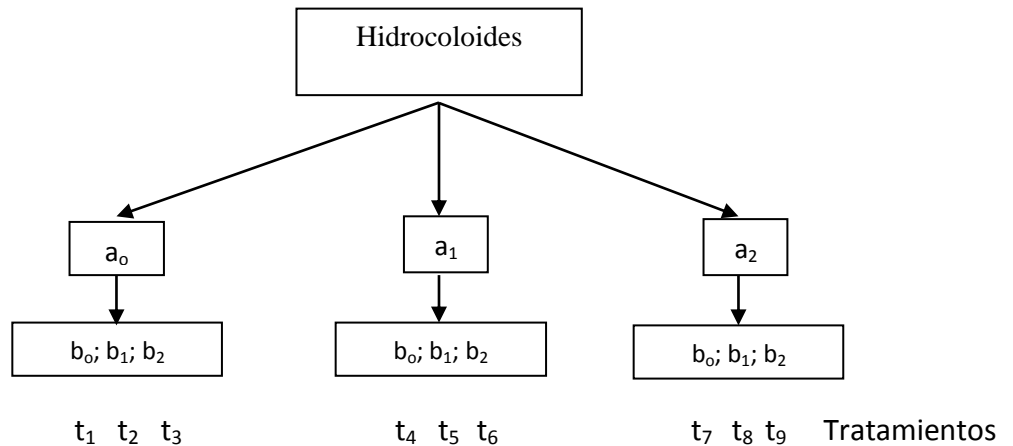 Hidrocoloides
aₒ a₁ a₂
bₒ; b₁; b₂ bₒ; b₁; b₂ bₒ; b₁; b₂
t₁ t₂ t₃ t₄ t₅ t₆ t₇ t₈ t₉ Tratamientos